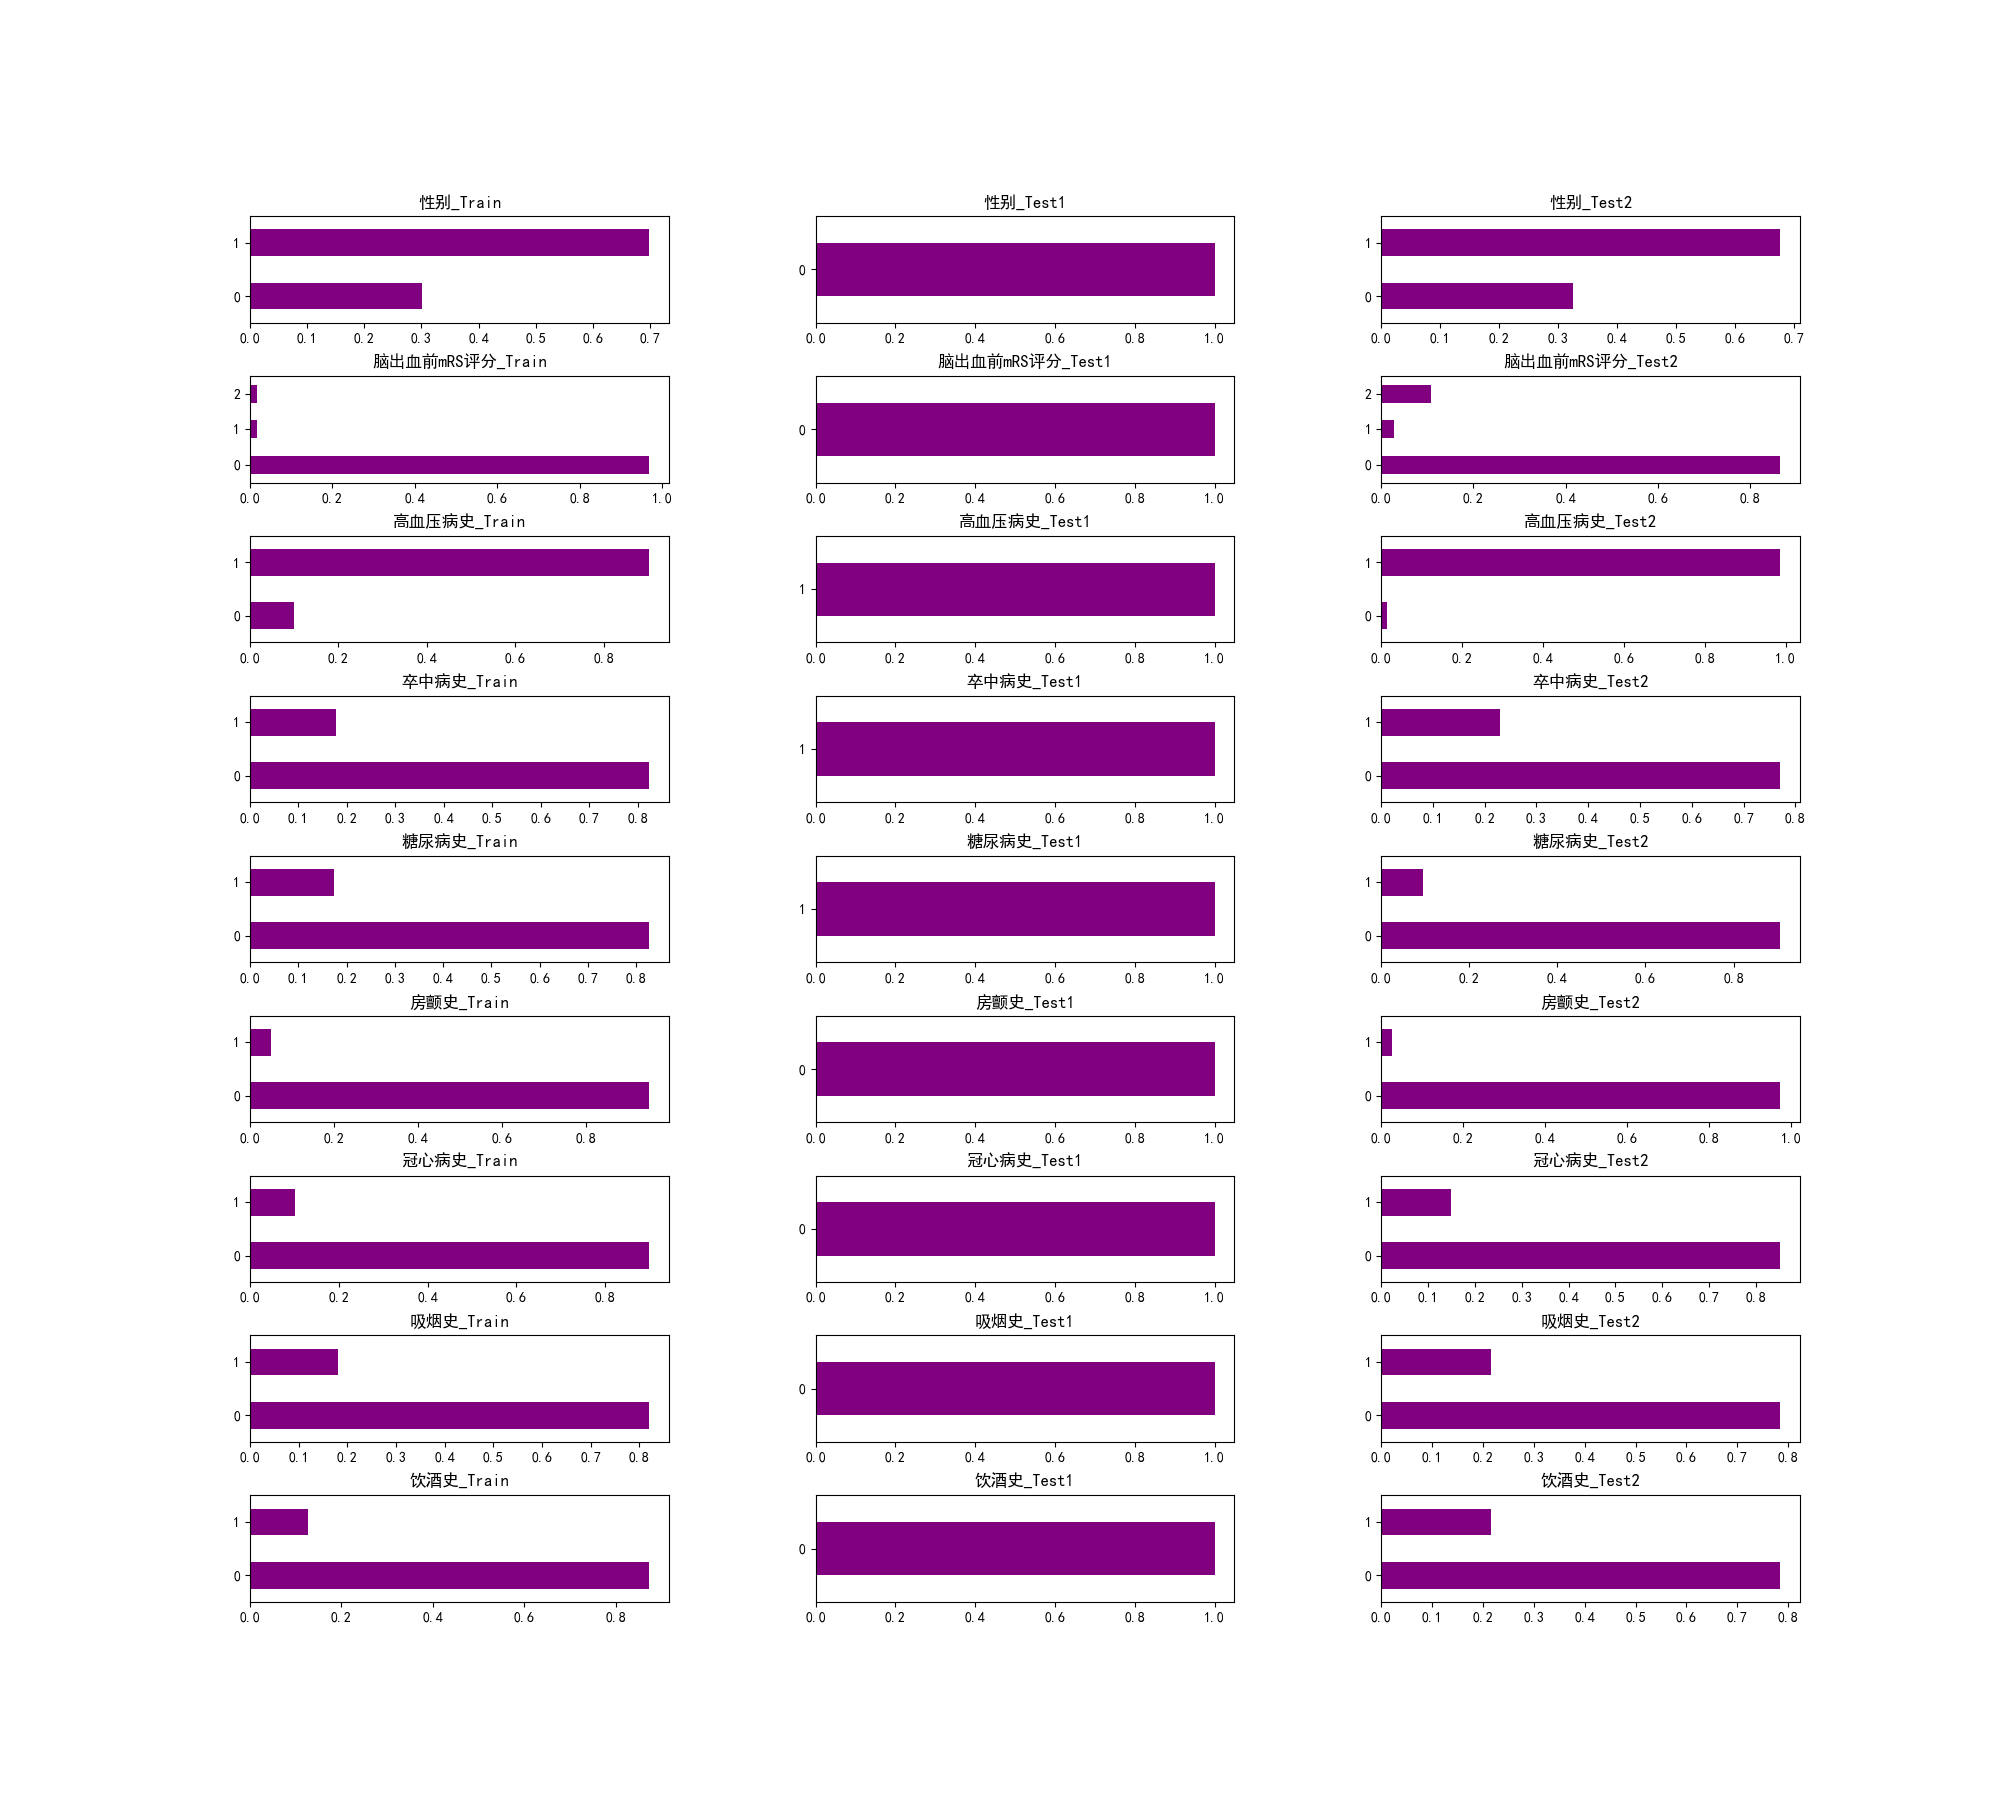 性别_Train 性别_Test1 性别_Test2
1 1
0
0 0
0.0 0.1 0.2 0.3 0.4 0.5 0.6 0.7 0.0 0.2 0.4 0.6 0.8 1.0 0.0 0.1 0.2 0.3 0.4 0.5 0.6 0.7
脑出血前mRS评分_Train 脑出血前mRS评分_Test1 脑出血前mRS评分_Test2
2 2
1 0 1
0 0
0.0 0.2 0.4 0.6 0.8 1.0 0.0 0.2 0.4 0.6 0.8 1.0 0.0 0.2 0.4 0.6 0.8
高血压病史_Train 高血压病史_Test1 高血压病史_Test2
1 1
1
0 0
0.0 0.2 0.4 0.6 0.8 0.0 0.2 0.4 0.6 0.8 1.0 0.0 0.2 0.4 0.6 0.8 1.0
卒中病史_Train 卒中病史_Test1 卒中病史_Test2
1 1
1
0 0
0.0 0.1 0.2 0.3 0.4 0.5 0.6 0.7 0.8 0.0 0.2 0.4 0.6 0.8 1.0 0.0 0.1 0.2 0.3 0.4 0.5 0.6 0.7 0.8
糖尿病史_Train 糖尿病史_Test1 糖尿病史_Test2
1 1
1
0 0
0.0 0.1 0.2 0.3 0.4 0.5 0.6 0.7 0.8 0.0 0.2 0.4 0.6 0.8 1.0 0.0 0.2 0.4 0.6 0.8
房颤史_Train 房颤史_Test1 房颤史_Test2
1 1
0
0 0
0.0 0.2 0.4 0.6 0.8 0.0 0.2 0.4 0.6 0.8 1.0 0.0 0.2 0.4 0.6 0.8 1.0
冠心病史_Train 冠心病史_Test1 冠心病史_Test2
1 1
0
0 0
0.0 0.2 0.4 0.6 0.8 0.0 0.2 0.4 0.6 0.8 1.0 0.0 0.1 0.2 0.3 0.4 0.5 0.6 0.7 0.8
吸烟史_Train 吸烟史_Test1 吸烟史_Test2
1 1
0
0 0
0.0 0.1 0.2 0.3 0.4 0.5 0.6 0.7 0.8 0.0 0.2 0.4 0.6 0.8 1.0 0.0 0.1 0.2 0.3 0.4 0.5 0.6 0.7 0.8
饮酒史_Train 饮酒史_Test1 饮酒史_Test2
1 1
0
0 0
0.0 0.2 0.4 0.6 0.8 0.0 0.2 0.4 0.6 0.8 1.0 0.0 0.1 0.2 0.3 0.4 0.5 0.6 0.7 0.8